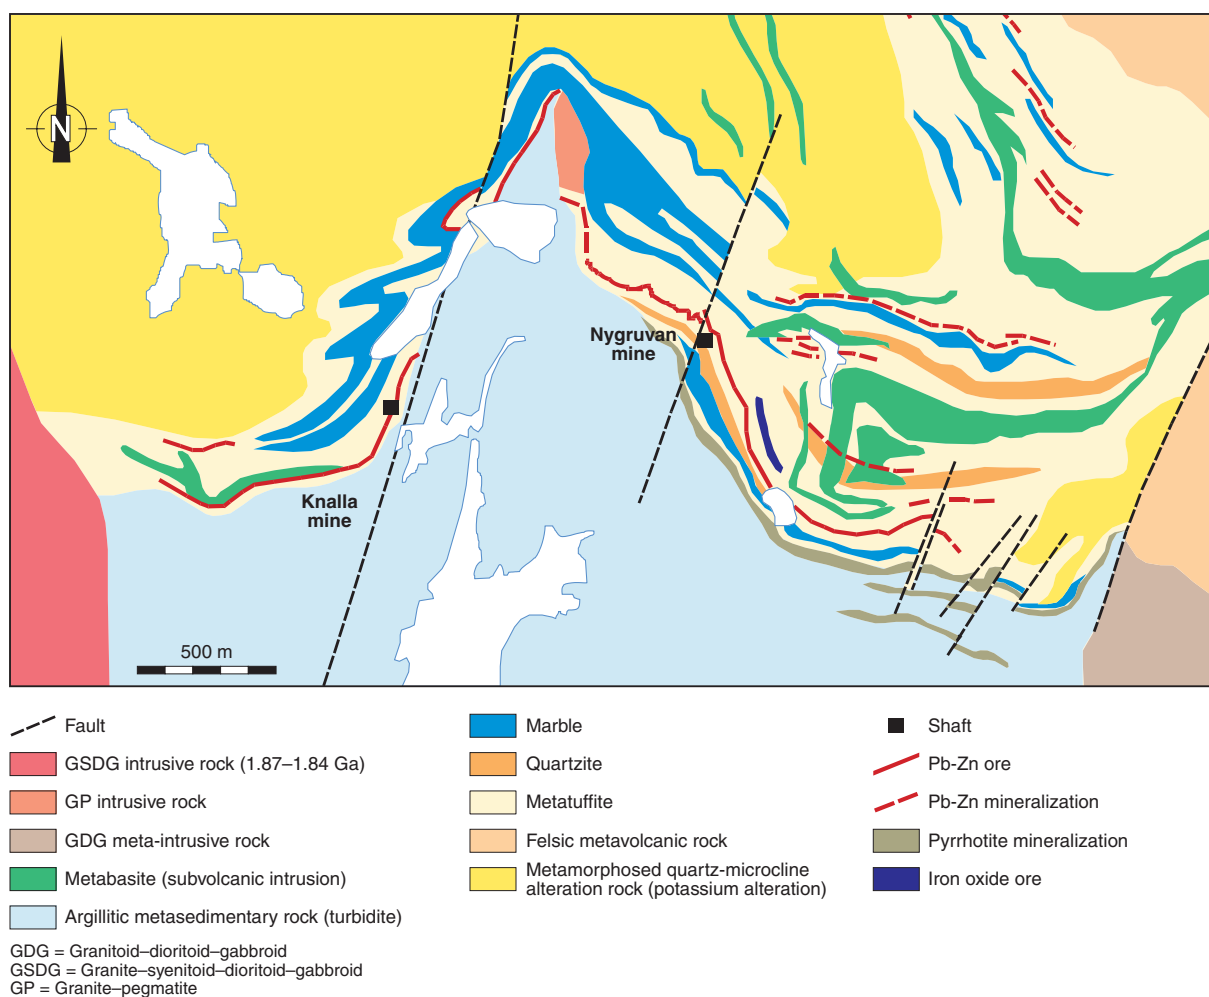 N
Nygruvan
mine
Knalla
mine
500 m
Fault
GSDG intrusive rock (1.87–1.84 Ga)
GP intrusive rock
GDG meta-intrusive rock
Metabasite (subvolcanic intrusion)
Argillitic metasedimentary rock (turbidite)
Marble
Quartzite
Metatuffite
Felsic metavolcanic rock
Metamorphosed quartz-microcline
alteration rock (potassium alteration)
Shaft
Pb-Zn ore
Pb-Zn mineralization
Pyrrhotite mineralization
Iron oxide ore
GDG = Granitoid–dioritoid–gabbroid
GSDG = Granite–syenitoid–dioritoid–gabbroid
GP = Granite–pegmatite